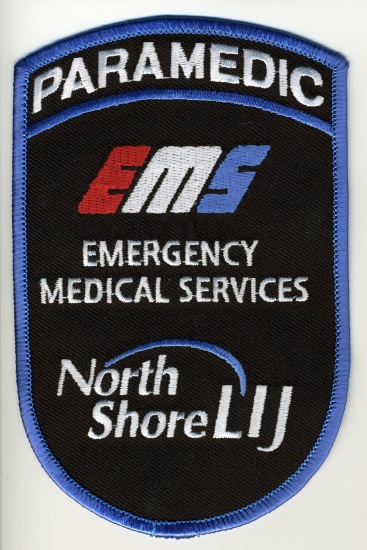 PARAMEDIC
EMS
EMERGENCY
MEDICAL SERVICES
North
Shore LIJ